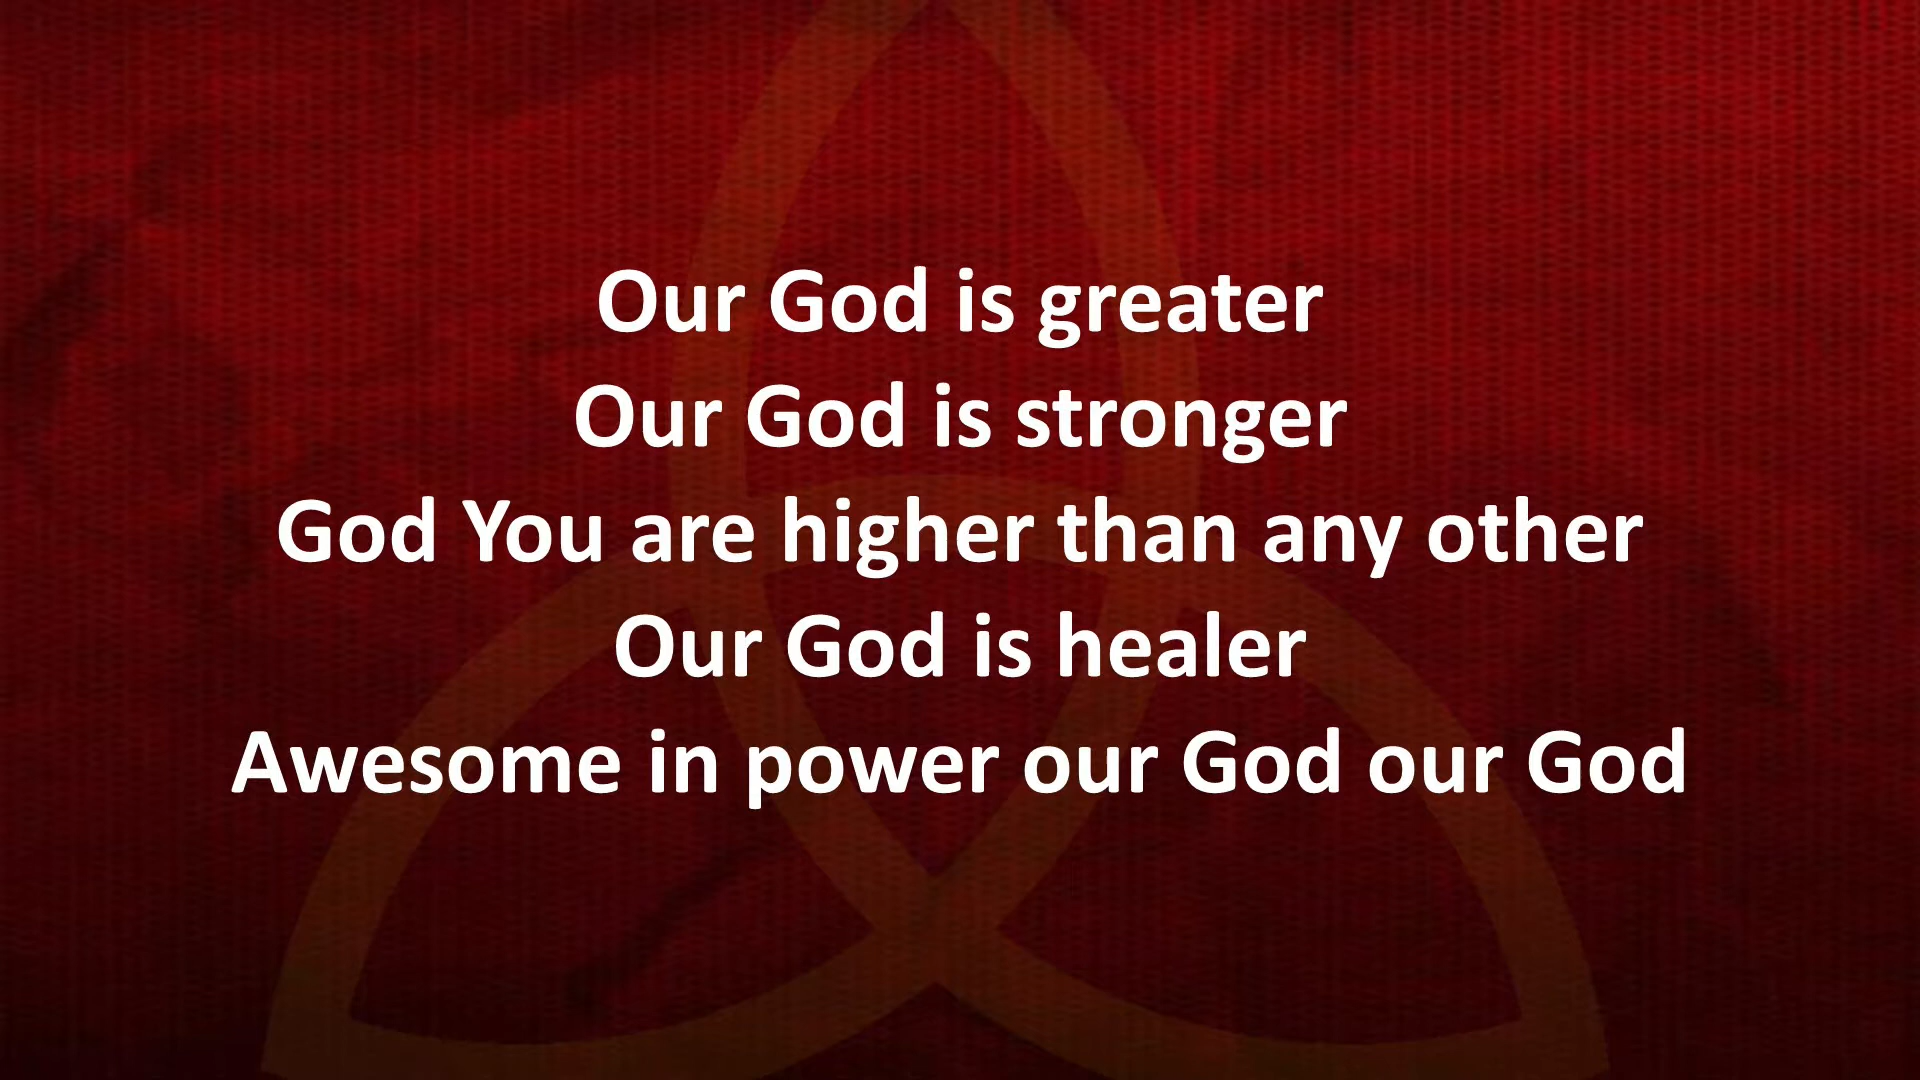 Our God is greater
Our God is stronger
God You are higher than any other
Our God is healer
Awesome in power our God our God